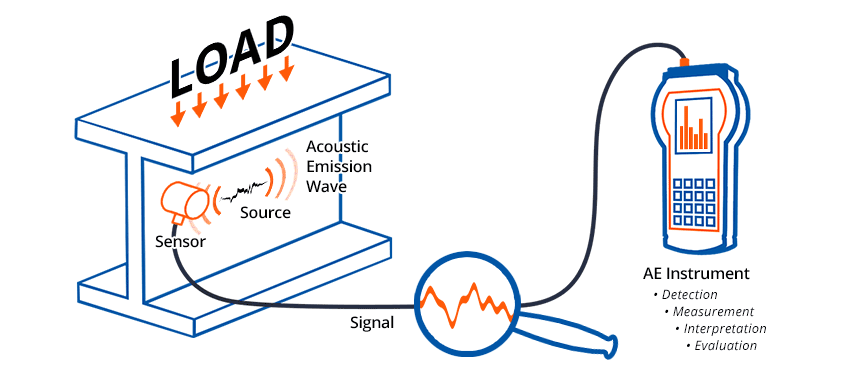 LOAD
Acoustic
Emission
Wave
Source
Sensor
Signal
AE Instrument
• Detection
• Measurement
• Interpretation
• Evaluation